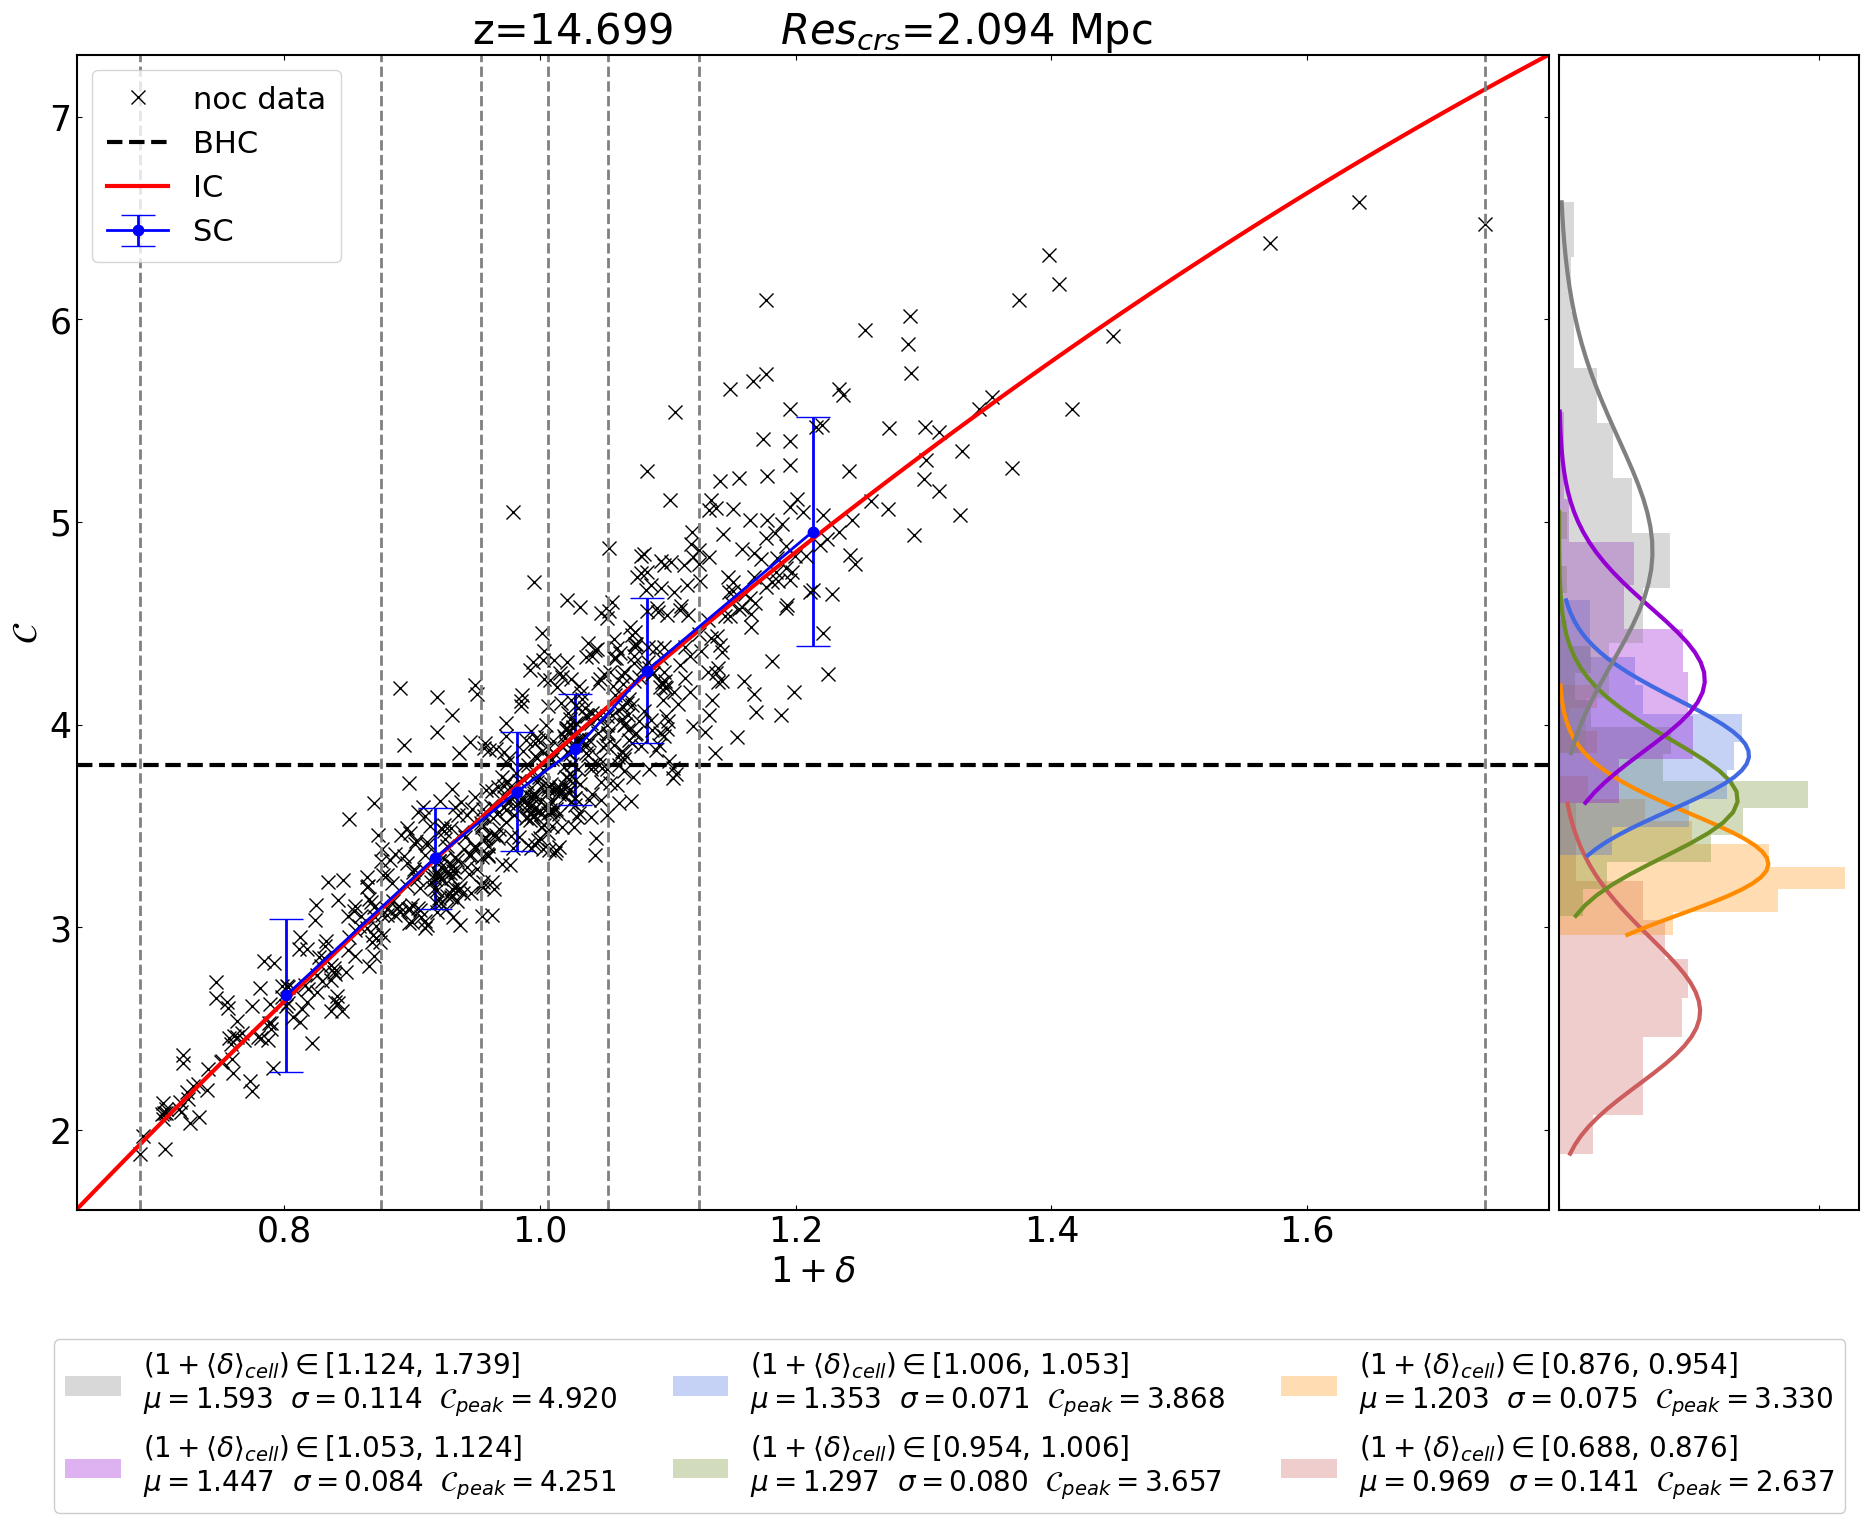 z=14.699 Res_crs=2.094 Mpc
noc data
BHC
IC
SC
7
6
5
4
3
2
𝒞
0.8 1.0 1.2 1.4 1.6
1 + δ
(1 + ⟨δ⟩_cell) ∈ [1.124, 1.739]
μ = 1.593 σ = 0.114 𝒞_peak = 4.920
(1 + ⟨δ⟩_cell) ∈ [1.053, 1.124]
μ = 1.447 σ = 0.084 𝒞_peak = 4.251
(1 + ⟨δ⟩_cell) ∈ [1.006, 1.053]
μ = 1.353 σ = 0.071 𝒞_peak = 3.868
(1 + ⟨δ⟩_cell) ∈ [0.954, 1.006]
μ = 1.297 σ = 0.080 𝒞_peak = 3.657
(1 + ⟨δ⟩_cell) ∈ [0.876, 0.954]
μ = 1.203 σ = 0.075 𝒞_peak = 3.330
(1 + ⟨δ⟩_cell) ∈ [0.688, 0.876]
μ = 0.969 σ = 0.141 𝒞_peak = 2.637